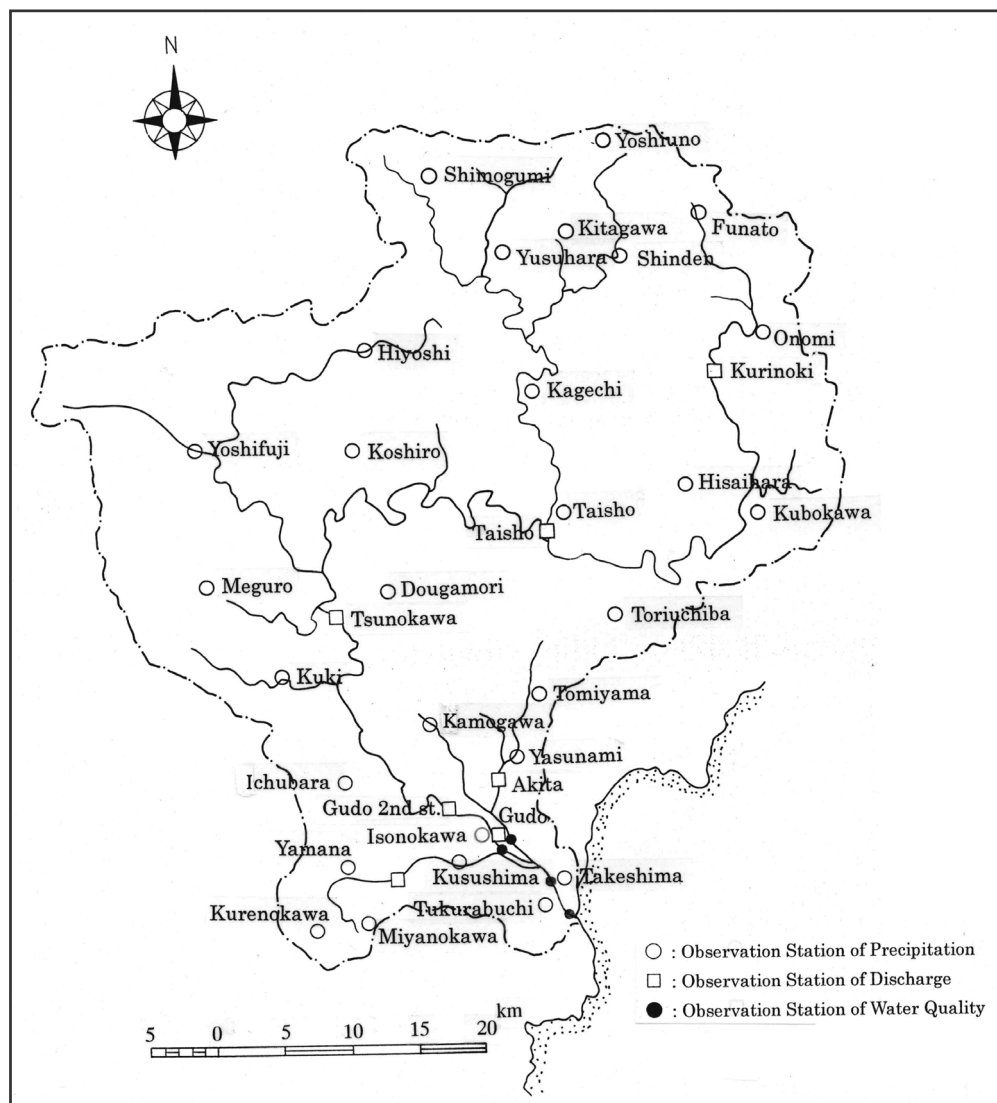 N
Yoshiuno
Shimogumi
Funato
Kitagawa
Yusuhara
Shinden
Onomi
Hiyoshi
Kurinoki
Kagechi
Yoshifuji
Koshiro
Hisaihara
Taisho
Kubokawa
Taisho
Meguro
Dougamori
Tsunokawa
Toriuchiba
Kuki
Tomiyama
Kamogawa
Yasunami
Ichubara
Akita
Gudo 2nd st.
Gudo
Isonokawa
Yamana
Kusushima
Takeshima
Tukurabuchi
Kurenokawa
Miyanokawa
○ : Observation Station of Precipitation
□ : Observation Station of Discharge
● : Observation Station of Water Quality
5 0 5 10 15 20 km